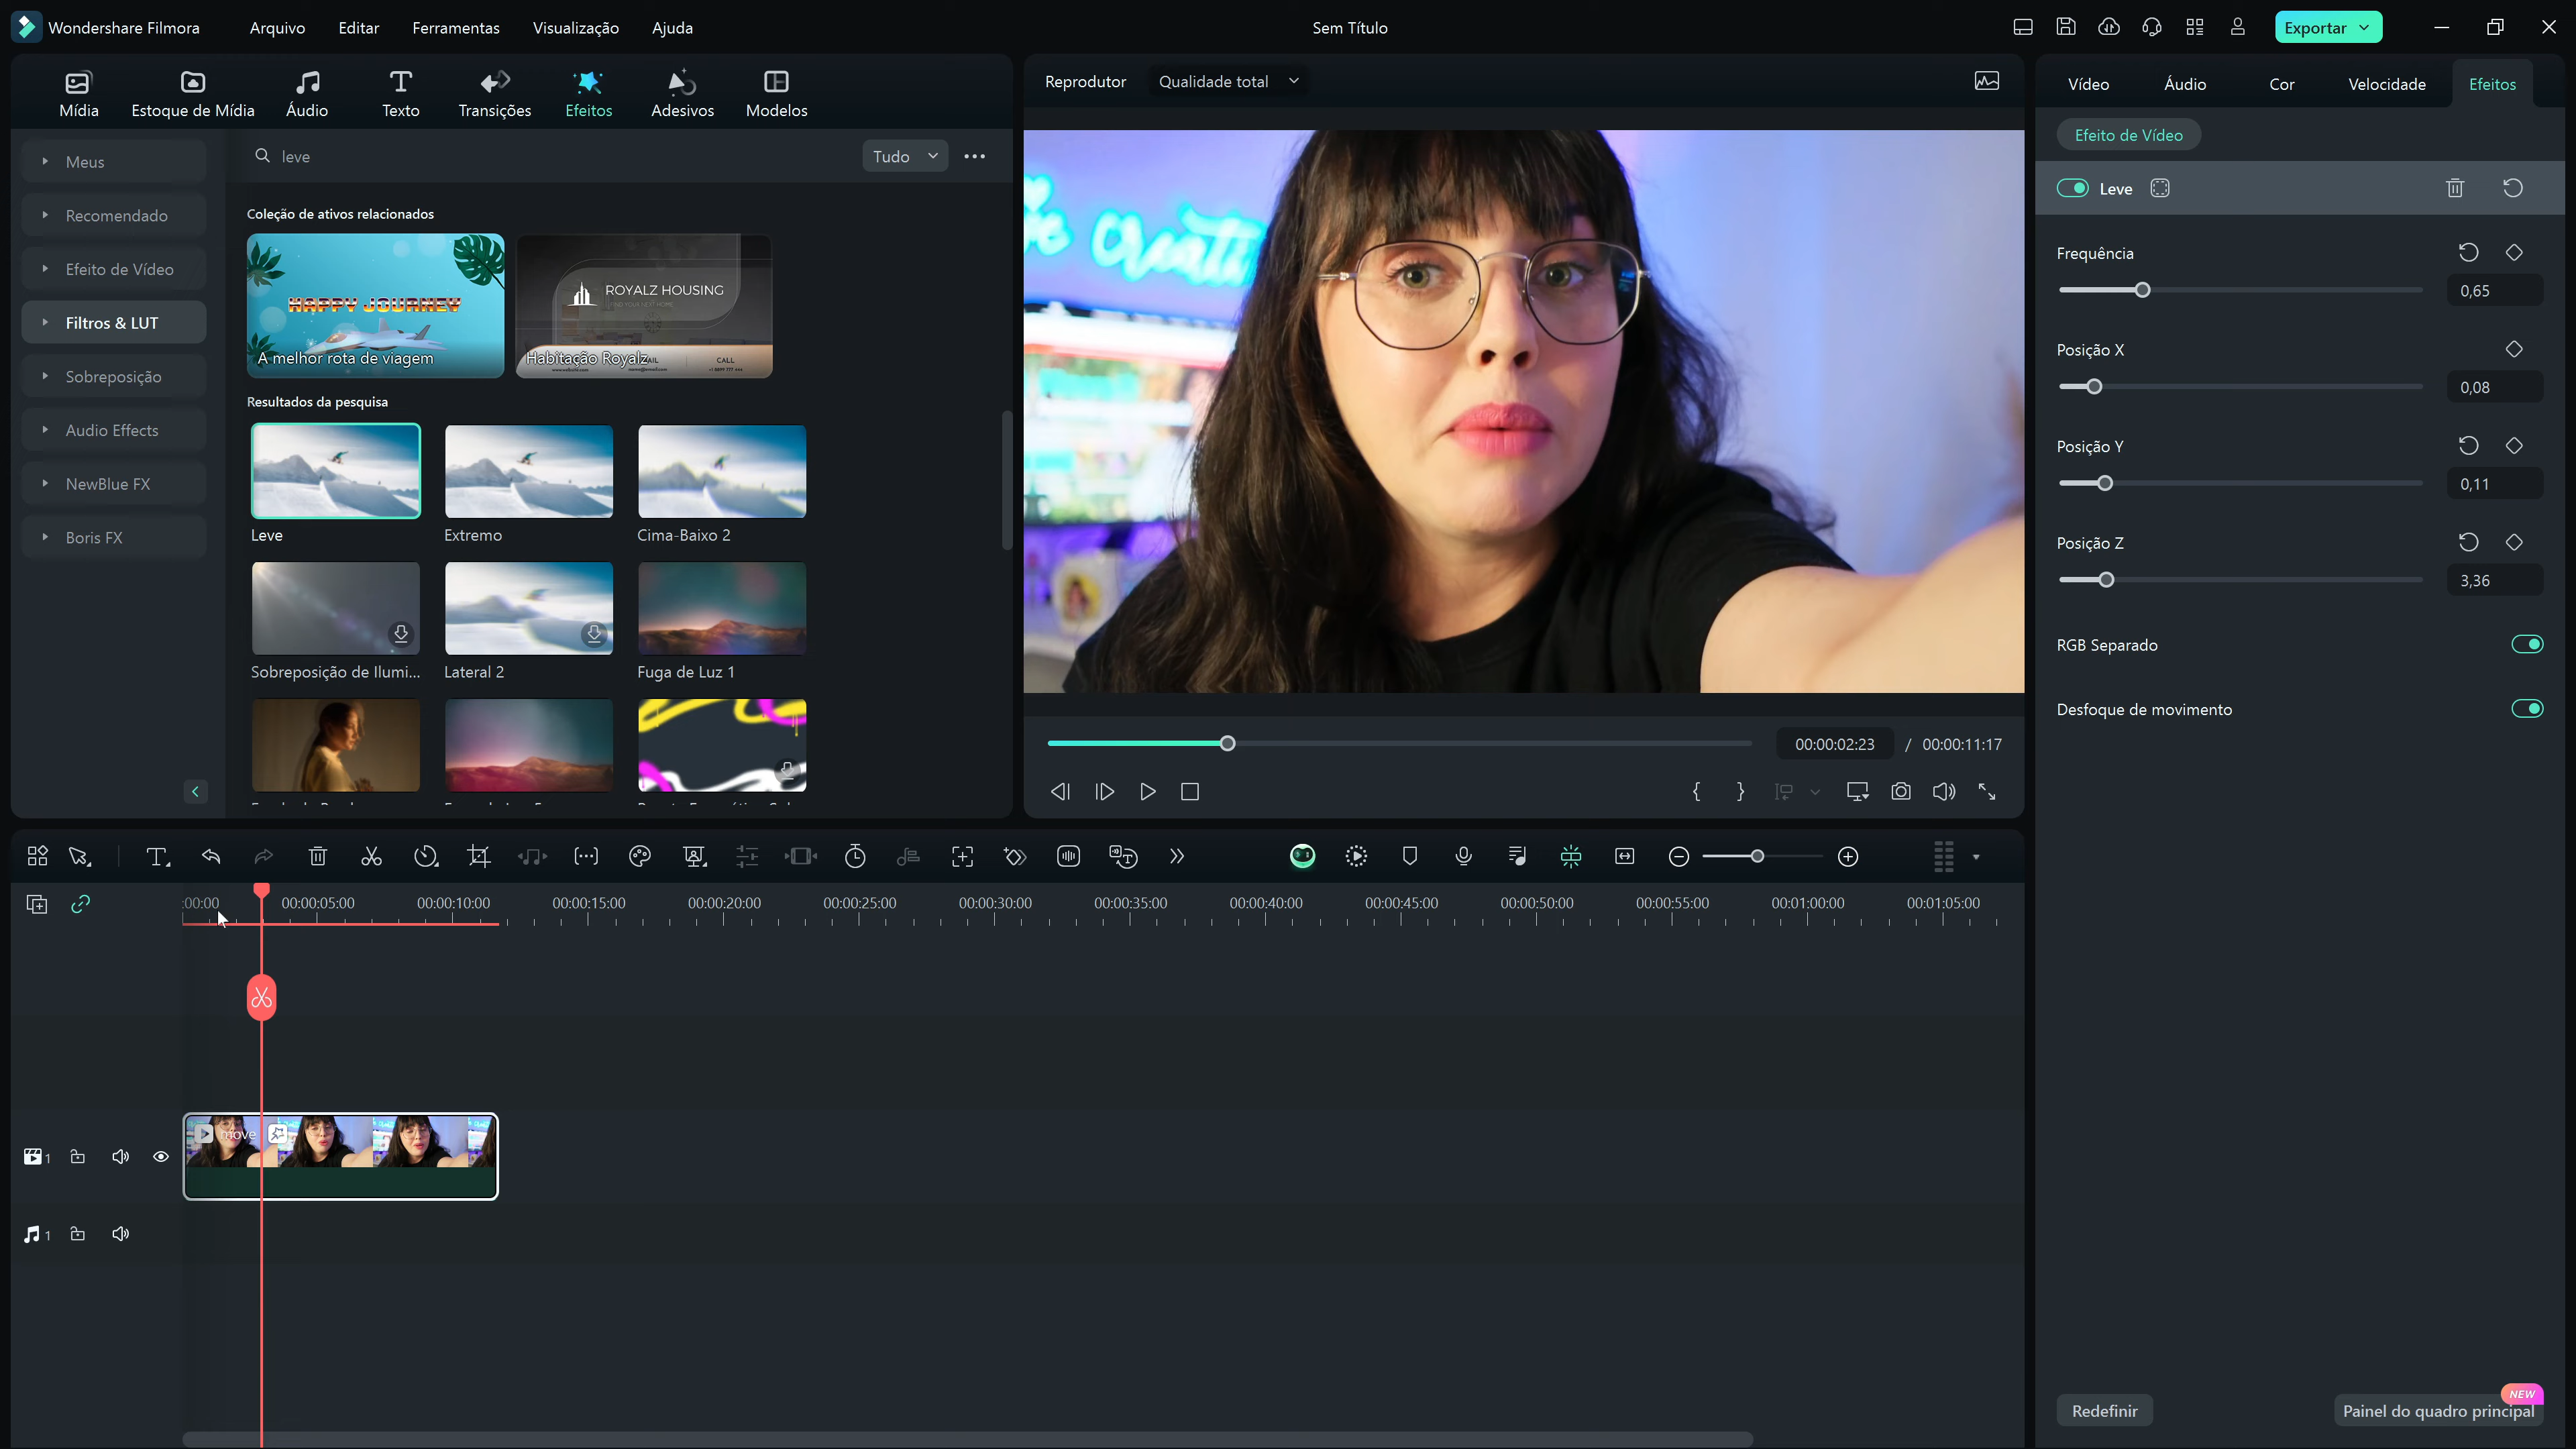 Wondershare Filmora
Arquivo
Editar
Ferramentas
Visualização
Ajuda
Sem Título
Exportar
Mídia
Estoque de Mídia
Áudio
Texto
Transições
Efeitos
Adesivos
Modelos
Meus
Recomendado
Efeito de Vídeo
Filtros & LUT
Sobreposição
Audio Effects
NewBlue FX
Boris FX
leve
Tudo
Coleção de ativos relacionados
HAPPY JOURNEY
A melhor rota de viagem
ROYALZ HOUSING
Habitação Royalz
CALL
Resultados da pesquisa
Leve
Extremo
Cima-Baixo 2
Sobreposição de Ilumi...
Lateral 2
Fuga de Luz 1
Reprodutor
Qualidade total
00:00:02:23
/
00:00:11:17
Vídeo
Áudio
Cor
Velocidade
Efeitos
Efeito de Vídeo
Leve
Frequência
0,65
Posição X
0,08
Posição Y
0,11
Posição Z
3,36
RGB Separado
Desfoque de movimento
:00:00
00:00:05:00
00:00:10:00
00:00:15:00
00:00:20:00
00:00:25:00
00:00:30:00
00:00:35:00
00:00:40:00
00:00:45:00
00:00:50:00
00:00:55:00
00:01:00:00
00:01:05:00
move
1
1
Redefinir
NEW
Painel do quadro principal